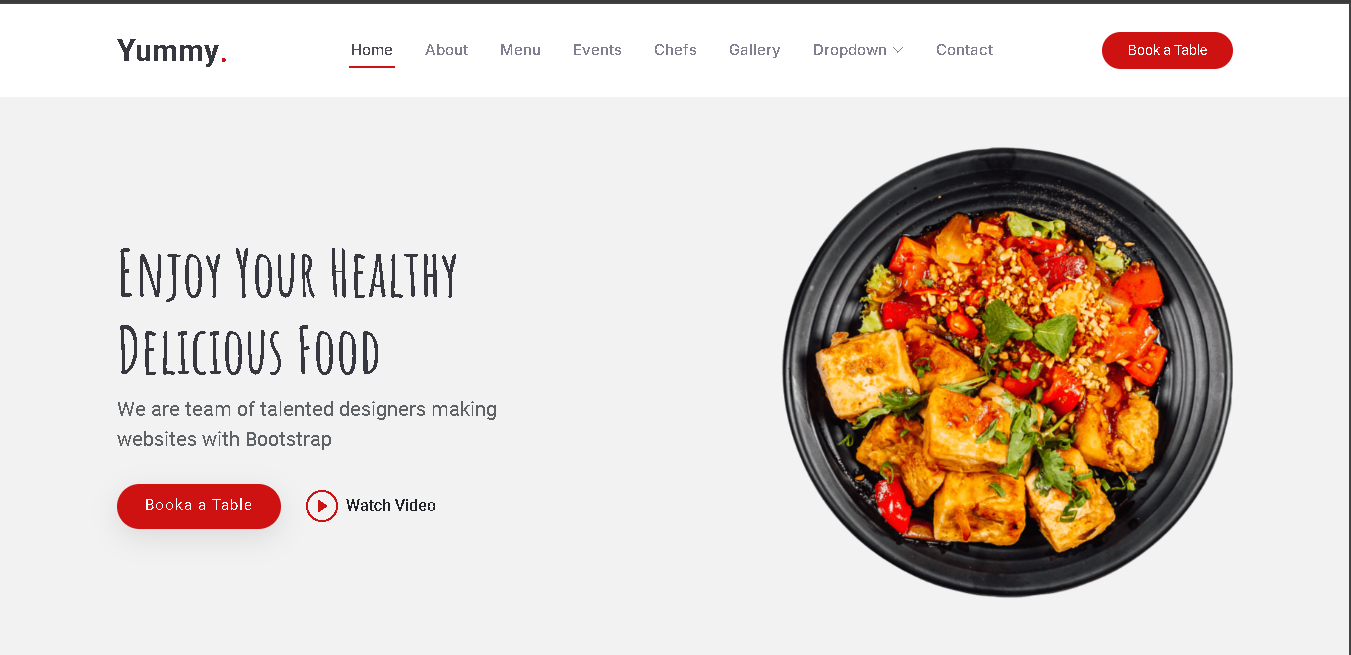 Yummy.
Home About Menu Events Chefs Gallery Dropdown Contact
Book a Table
Enjoy Your Healthy
Delicious Food
We are team of talented designers making
websites with Bootstrap
Booka a Table
Watch Video